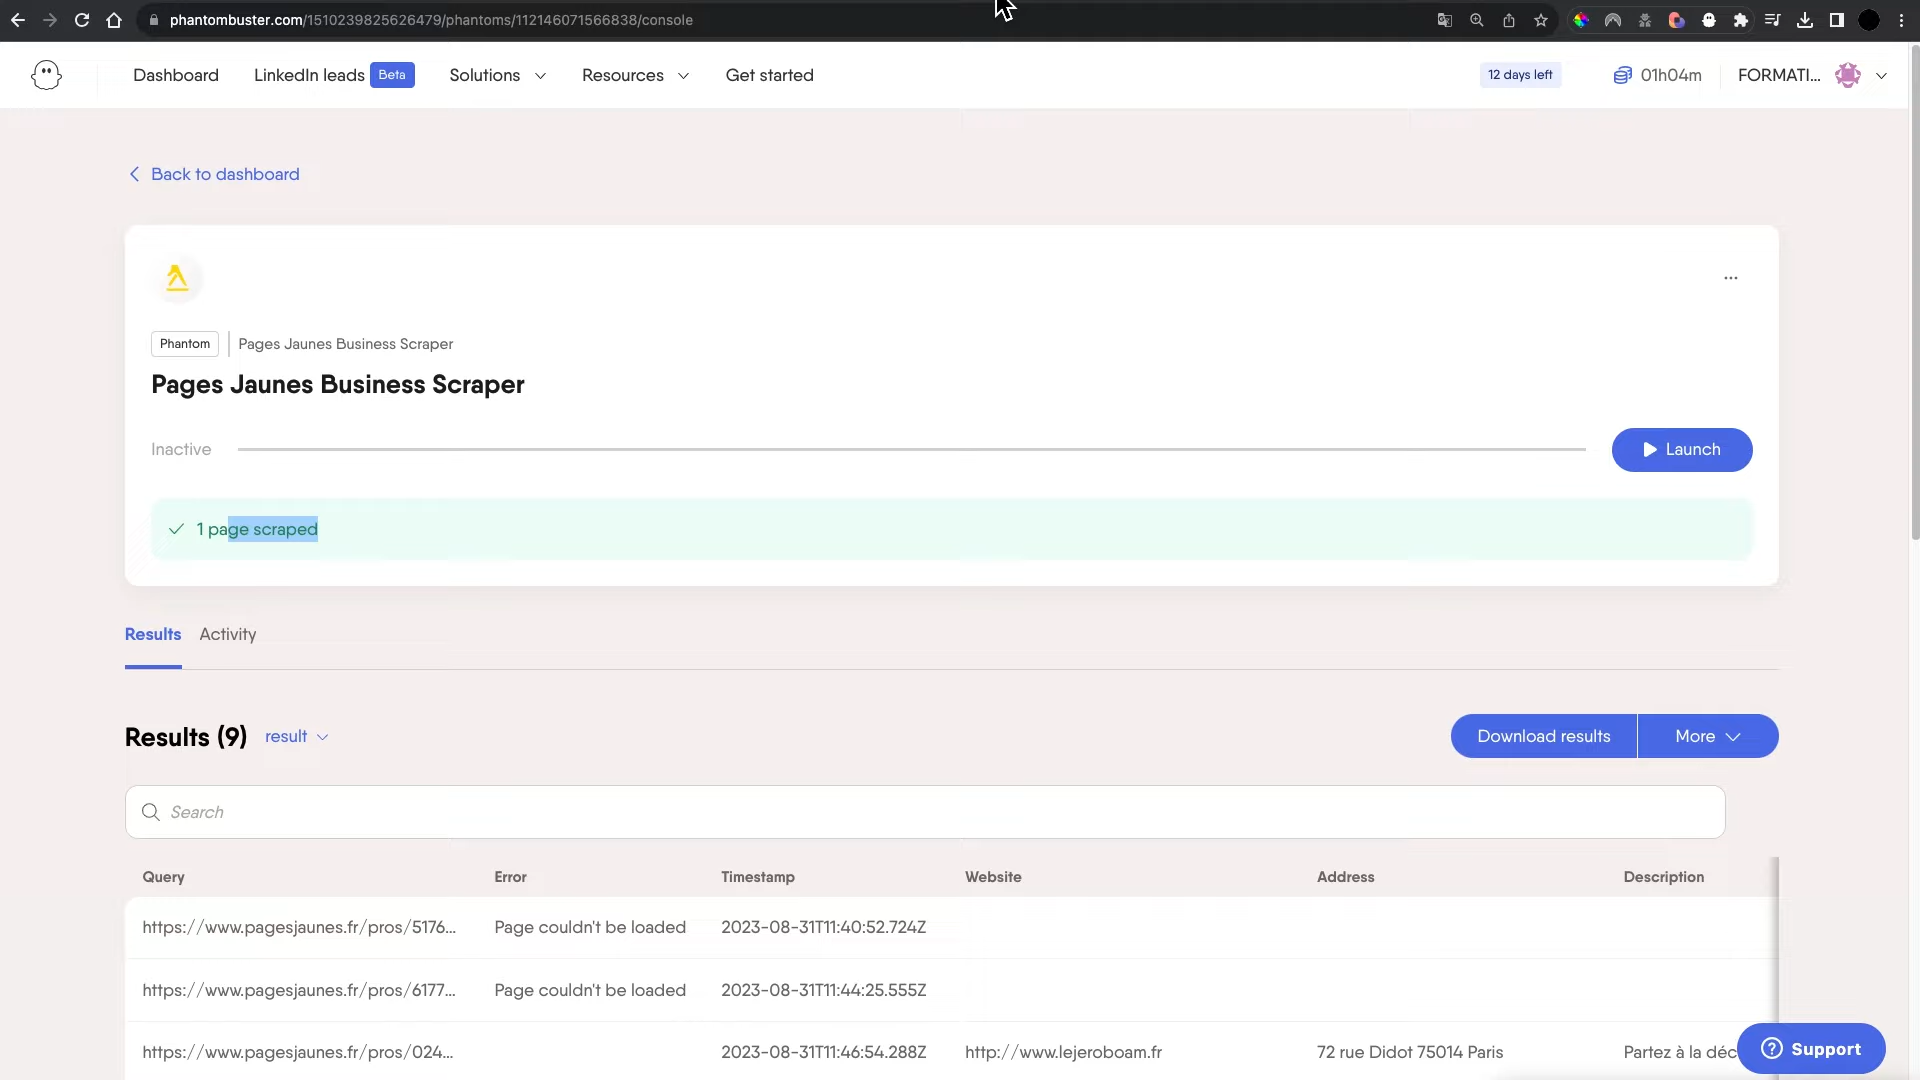 phantombuster.com/1510239825626479/phantoms/112146071566838/console
Dashboard LinkedIn leads Beta Solutions Resources Get started 12 days left 01h04m FORMATI...
Back to dashboard
...
Phantom Pages Jaunes Business Scraper
Pages Jaunes Business Scraper
Inactive Launch
1 page scraped
Results Activity
Results (9) result Download results More
Search
Query Error Timestamp Website Address Description
https://www.pagesjaunes.fr/pros/5176... Page couldn't be loaded 2023-08-31T11:40:52.724Z
https://www.pagesjaunes.fr/pros/6177... Page couldn't be loaded 2023-08-31T11:44:25.555Z
https://www.pagesjaunes.fr/pros/024... 2023-08-31T11:46:54.288Z http://www.lejeroboam.fr 72 rue Didot 75014 Paris Partez à la déc
Support